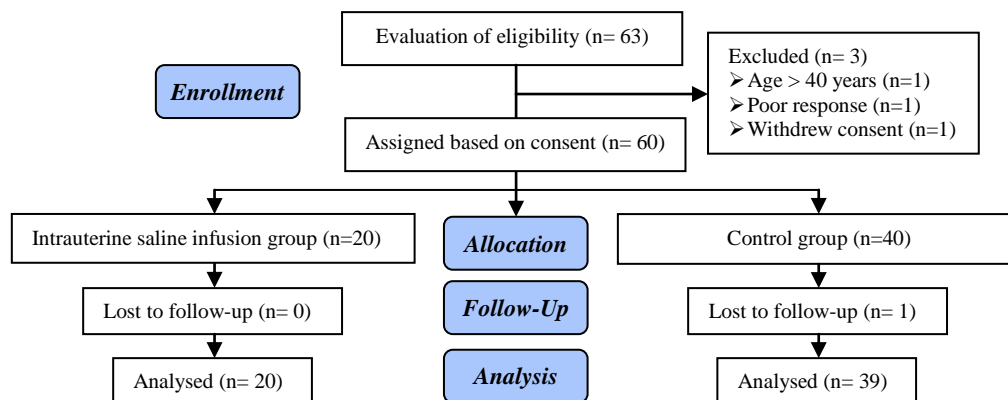 Evaluation of eligibility (n= 63)
Excluded (n= 3)
➢Age > 40 years (n=1)
➢Poor response (n=1)
➢Withdrew consent (n=1)
Enrollment
Assigned based on consent (n= 60)
Intrauterine saline infusion group (n=20)
Allocation
Control group (n=40)
Lost to follow-up (n= 0)
Follow-Up
Lost to follow-up (n= 1)
Analysed (n= 20)
Analysis
Analysed (n= 39)